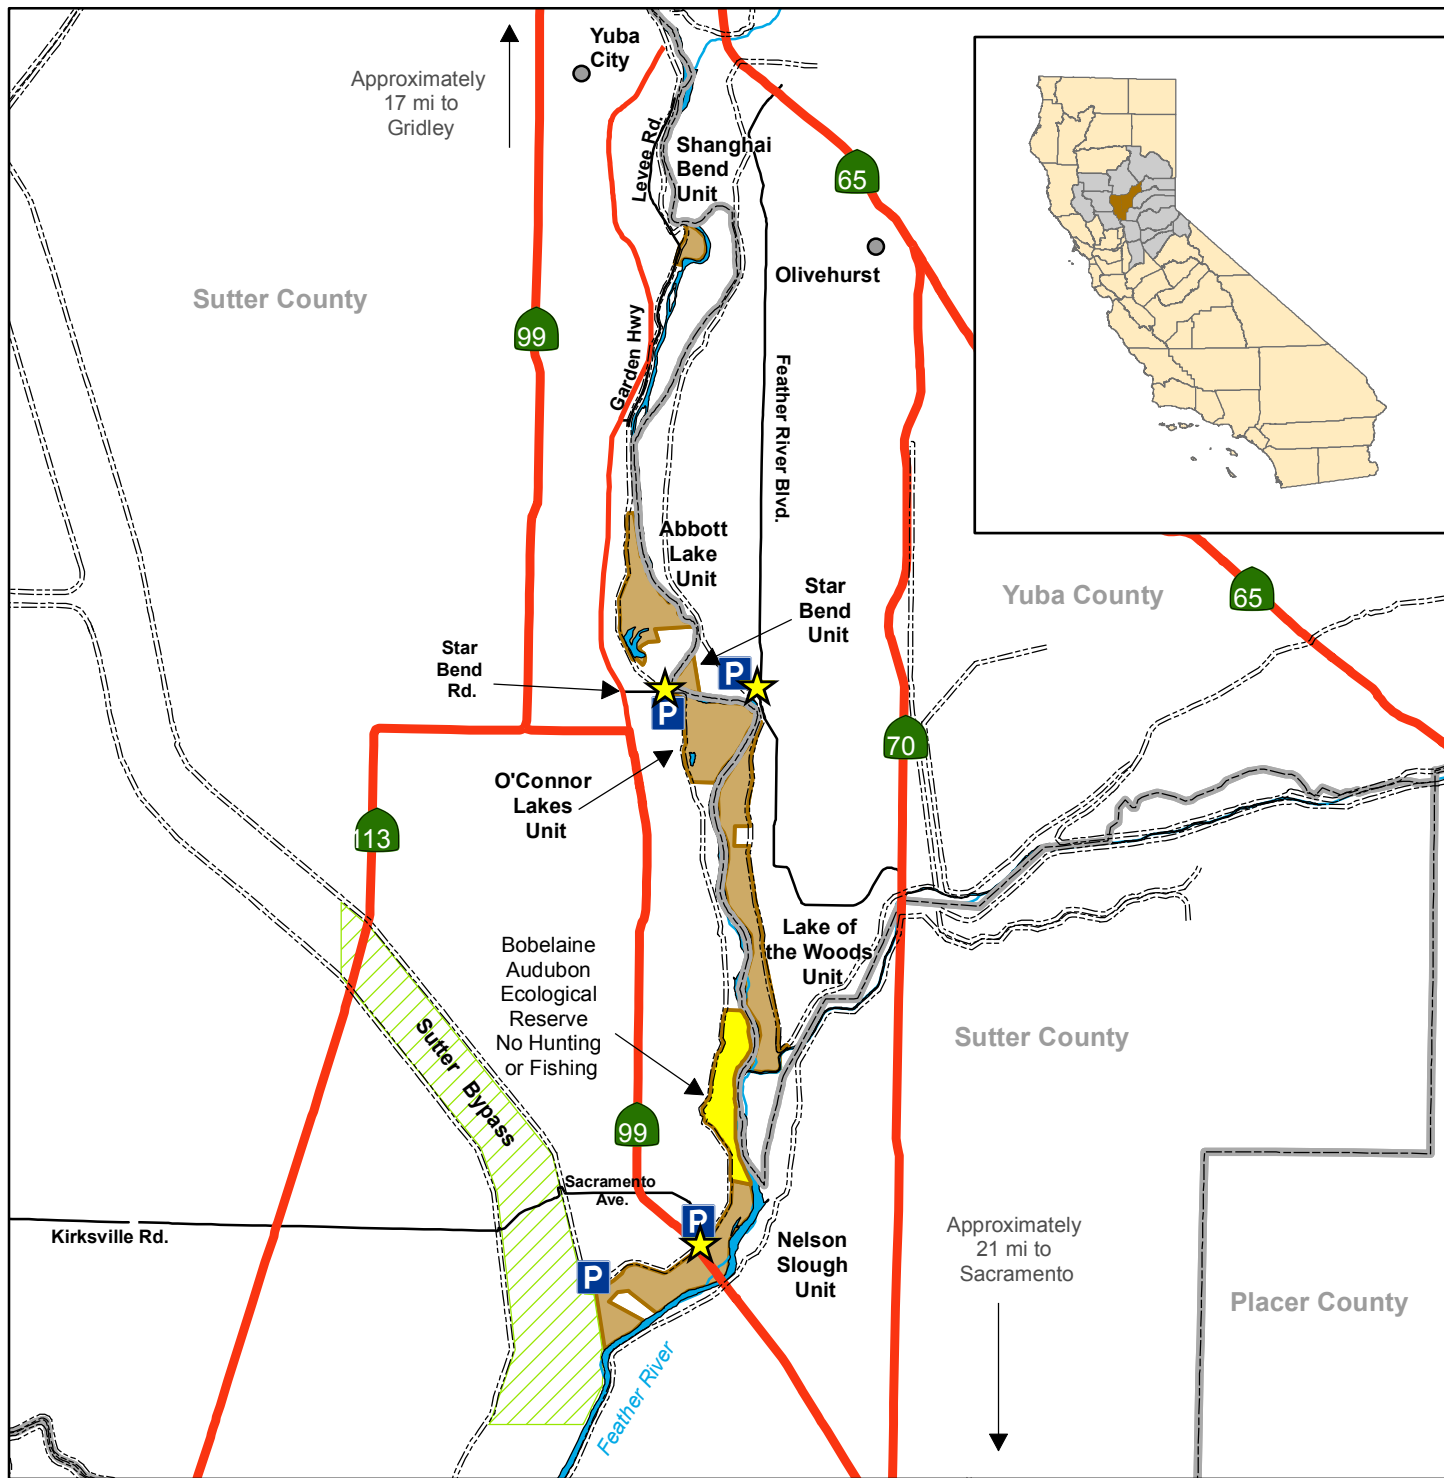 Yuba
City
Approximately
17 mi to
Gridley
Levee Rd.
Shanghai
Bend
Unit
65
Olivehurst
Sutter County
99
Garden Hwy
Feather River Blvd.
Abbott
Lake
Unit
Star
Bend
Unit
Yuba County
65
Star
Bend
Rd.
P
P
70
O'Connor
Lakes
Unit
113
Lake of
the Woods
Unit
Bobelaine
Audubon
Ecological
Reserve
No Hunting
or Fishing
Sutter Bypass
Sutter County
99
Sacramento
Ave.
P
Kirksville Rd.
P
Nelson
Slough
Unit
Approximately
21 mi to
Sacramento
Placer County
Feather River